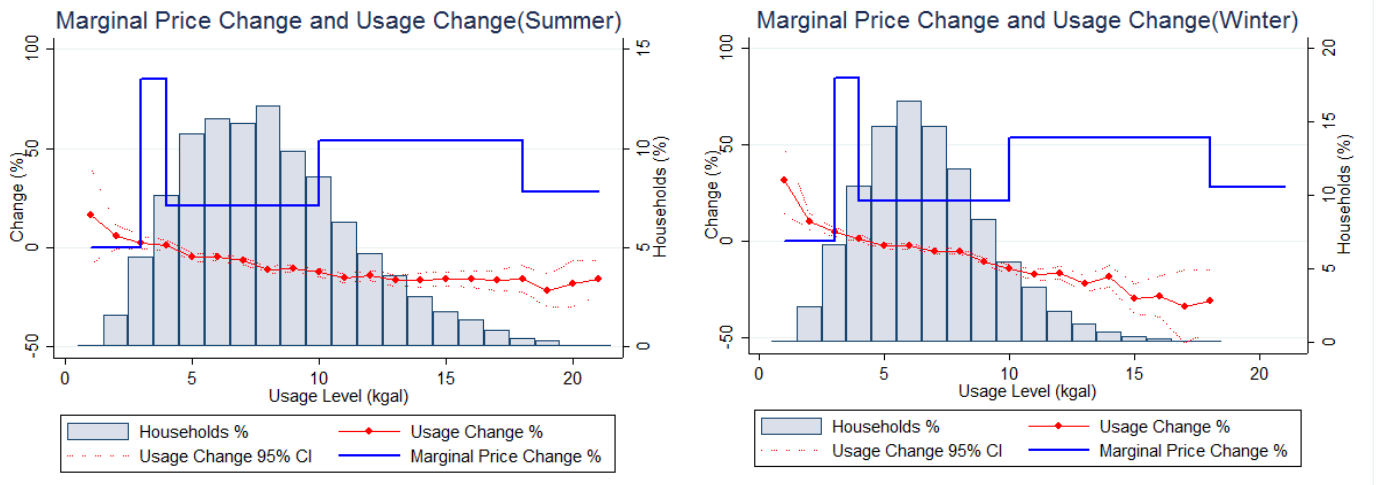 Marginal Price Change and Usage Change(Summer)
100
50
0
-50
Change (%)
15
10
5
0
Households (%)
0 5 10 15 20
Usage Level (kgal)
Households % Usage Change %
Usage Change 95% CI Marginal Price Change %
Marginal Price Change and Usage Change(Winter)
100
50
0
-50
Change (%)
20
15
10
5
0
Households (%)
0 5 10 15 20
Usage Level (kgal)
Households % Usage Change %
Usage Change 95% CI Marginal Price Change %